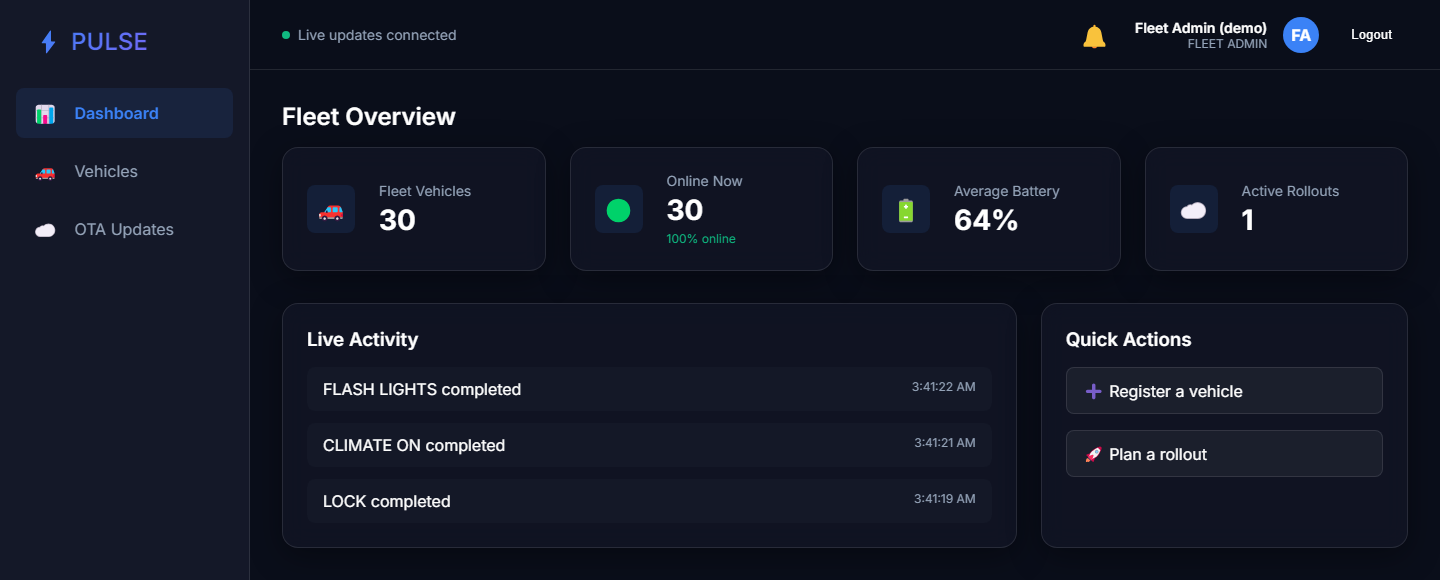 PULSE
Dashboard
Vehicles
OTA Updates
Live updates connected
Fleet Admin (demo)
FLEET ADMIN
FA
Logout
Fleet Overview
Fleet Vehicles
30
Online Now
30
100% online
Average Battery
64%
Active Rollouts
1
Live Activity
FLASH LIGHTS completed 3:41:22 AM
CLIMATE ON completed 3:41:21 AM
LOCK completed 3:41:19 AM
Quick Actions
Register a vehicle
Plan a rollout